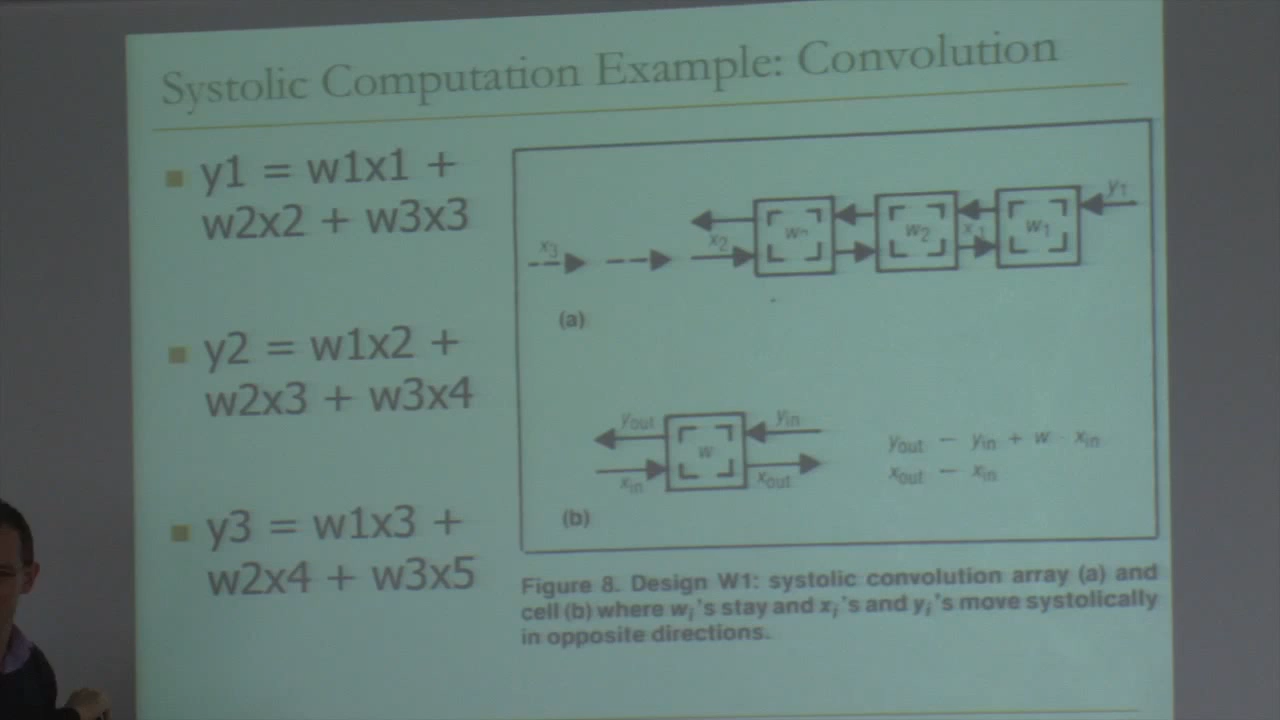 Systolic Computation Example: Convolution
y1 = w1x1 +
w2x2 + w3x3
y2 = w1x2 +
w2x3 + w3x4
y3 = w1x3 +
w2x4 + w3x5
x3
x2
w2
x1
w1
y1
(a)
yout
yin
w
xin
xout
(b)
yout – yin + w · xin
xout – xin
Figure 8. Design W1: systolic convolution array (a) and
cell (b) where wi's stay and xi's and yi's move systolically
in opposite directions.